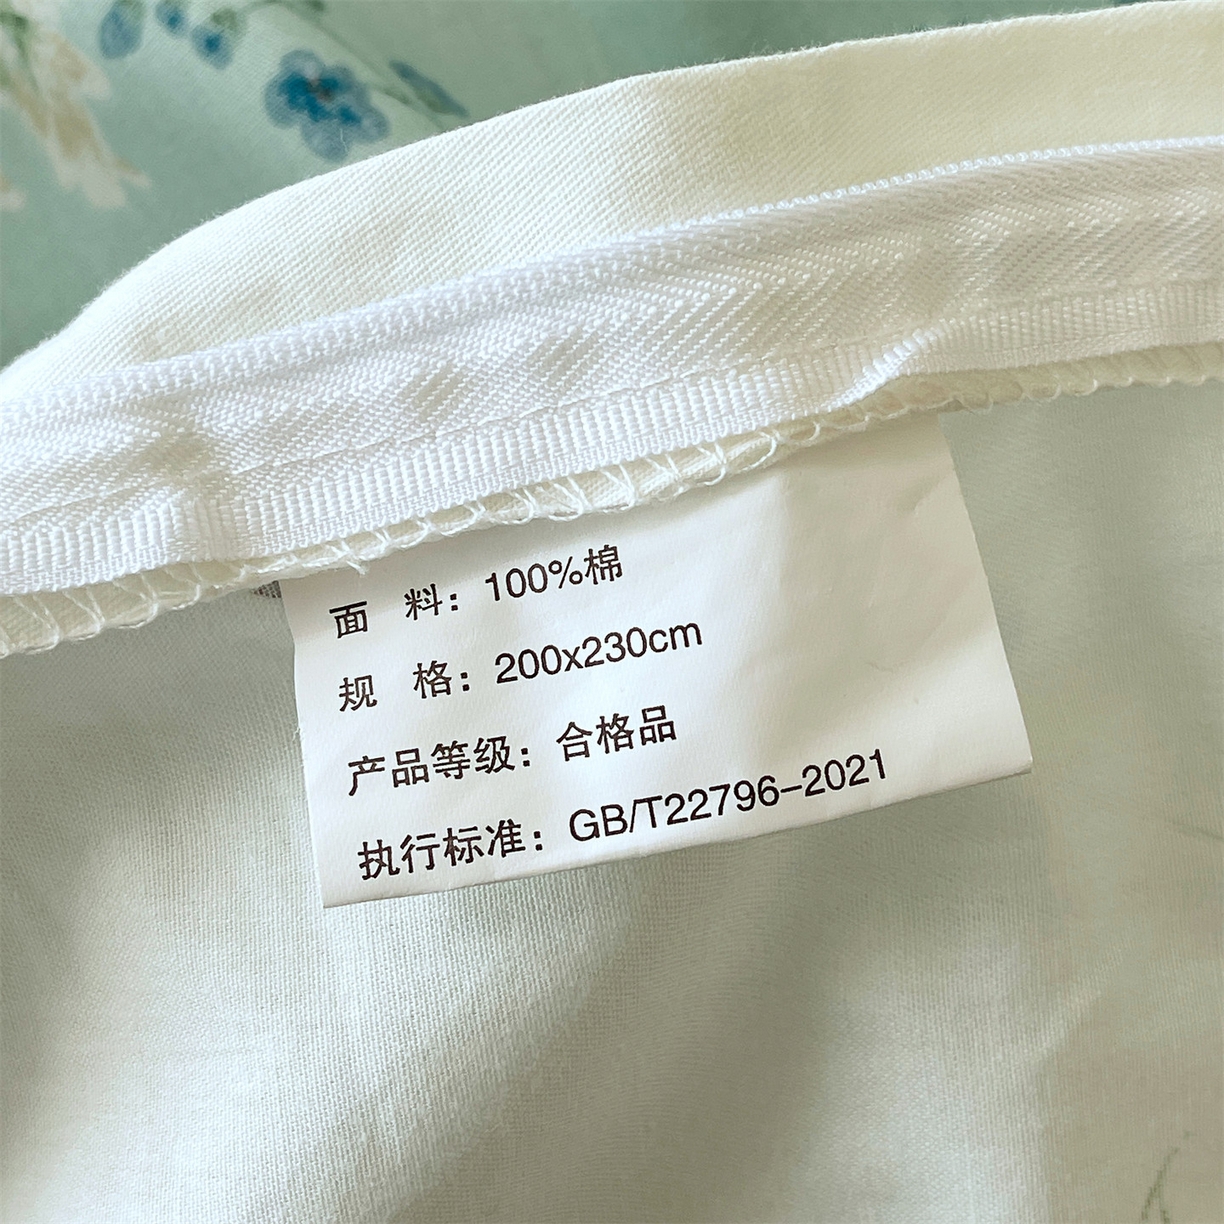 面 料：100%棉
规 格：200x230cm
产品等级：合格品
执行标准：GB/T22796-2021